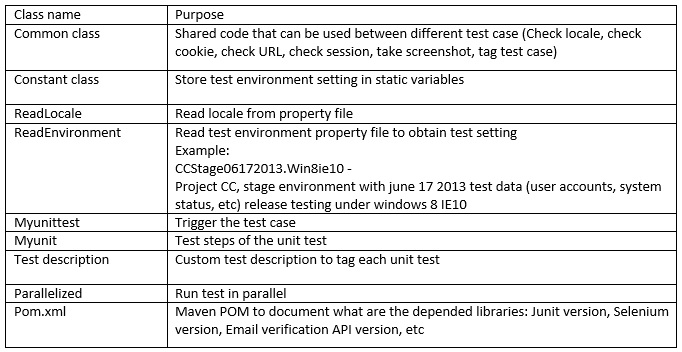 Class name Purpose
Common class Shared code that can be used between different test case (Check locale, check
cookie, check URL, check session, take screenshot, tag test case)
Constant class Store test environment setting in static variables
ReadLocale Read locale from property file
ReadEnvironment Read test environment property file to obtain test setting
Example:
CCStage06172013.Win8ie10 -
Project CC, stage environment with june 17 2013 test data (user accounts, system
status, etc) release testing under windows 8 IE10
Myunittest Trigger the test case
Myunit Test steps of the unit test
Test description Custom test description to tag each unit test
Parallelized Run test in parallel
Pom.xml Maven POM to document what are the depended libraries: Junit version, Selenium
version, Email verification API version, etc